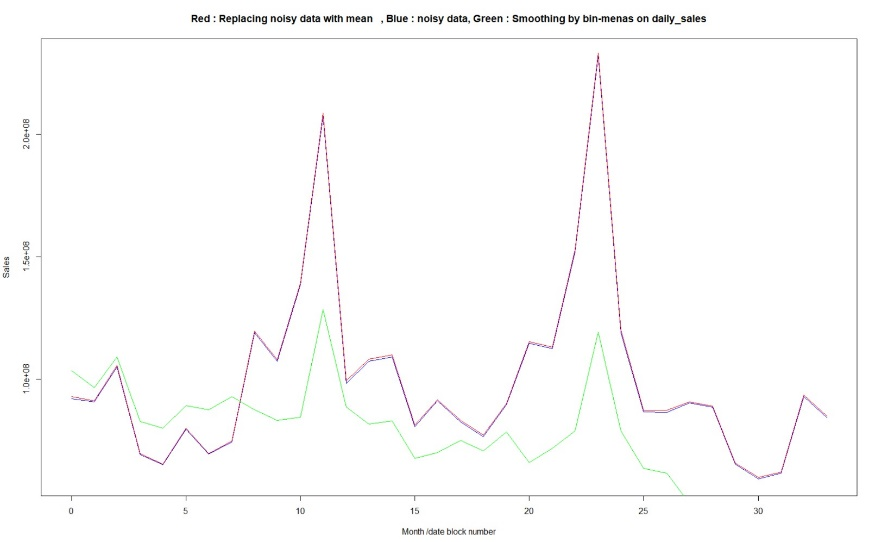 Red : Replacing noisy data with mean , Blue : noisy data, Green : Smoothing by bin-menas on daily_sales
2.0e+08
1.5e+08
1.0e+08
Sales
0 5 10 15 20 25 30
Month /date block number